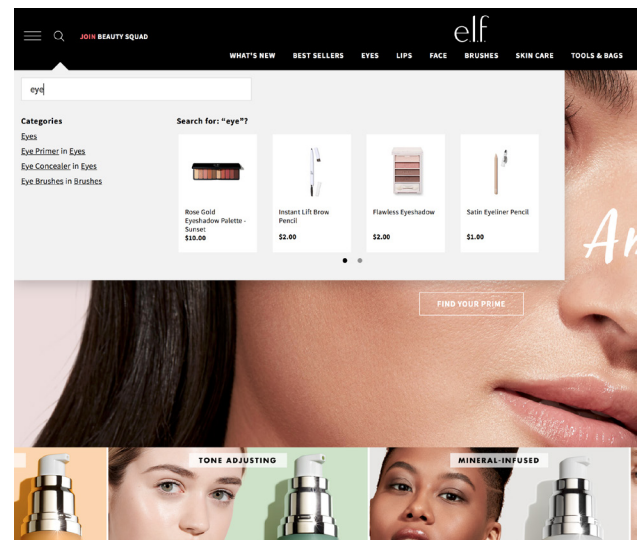 JOIN BEAUTY SQUAD
e.l.f.
WHAT'S NEW BEST SELLERS EYES LIPS FACE BRUSHES SKIN CARE TOOLS & BAGS
eye
Categories
Eyes
Eye Primer in Eyes
Eye Concealer in Eyes
Eye Brushes in Brushes
Search for: “eye”?
Rose Gold
Eyeshadow Palette -
Sunset
$10.00
Instant Lift Brow
Pencil
$2.00
Flawless Eyeshadow
$2.00
Satin Eyeliner Pencil
$1.00
FIND YOUR PRIME
TONE ADJUSTING
MINERAL-INFUSED